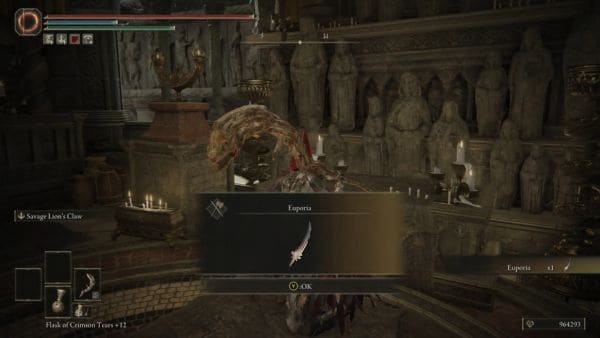 Euporia
Savage Lion's Claw
Y:OK
Euporia x1
Flask of Crimson Tears +12
964293